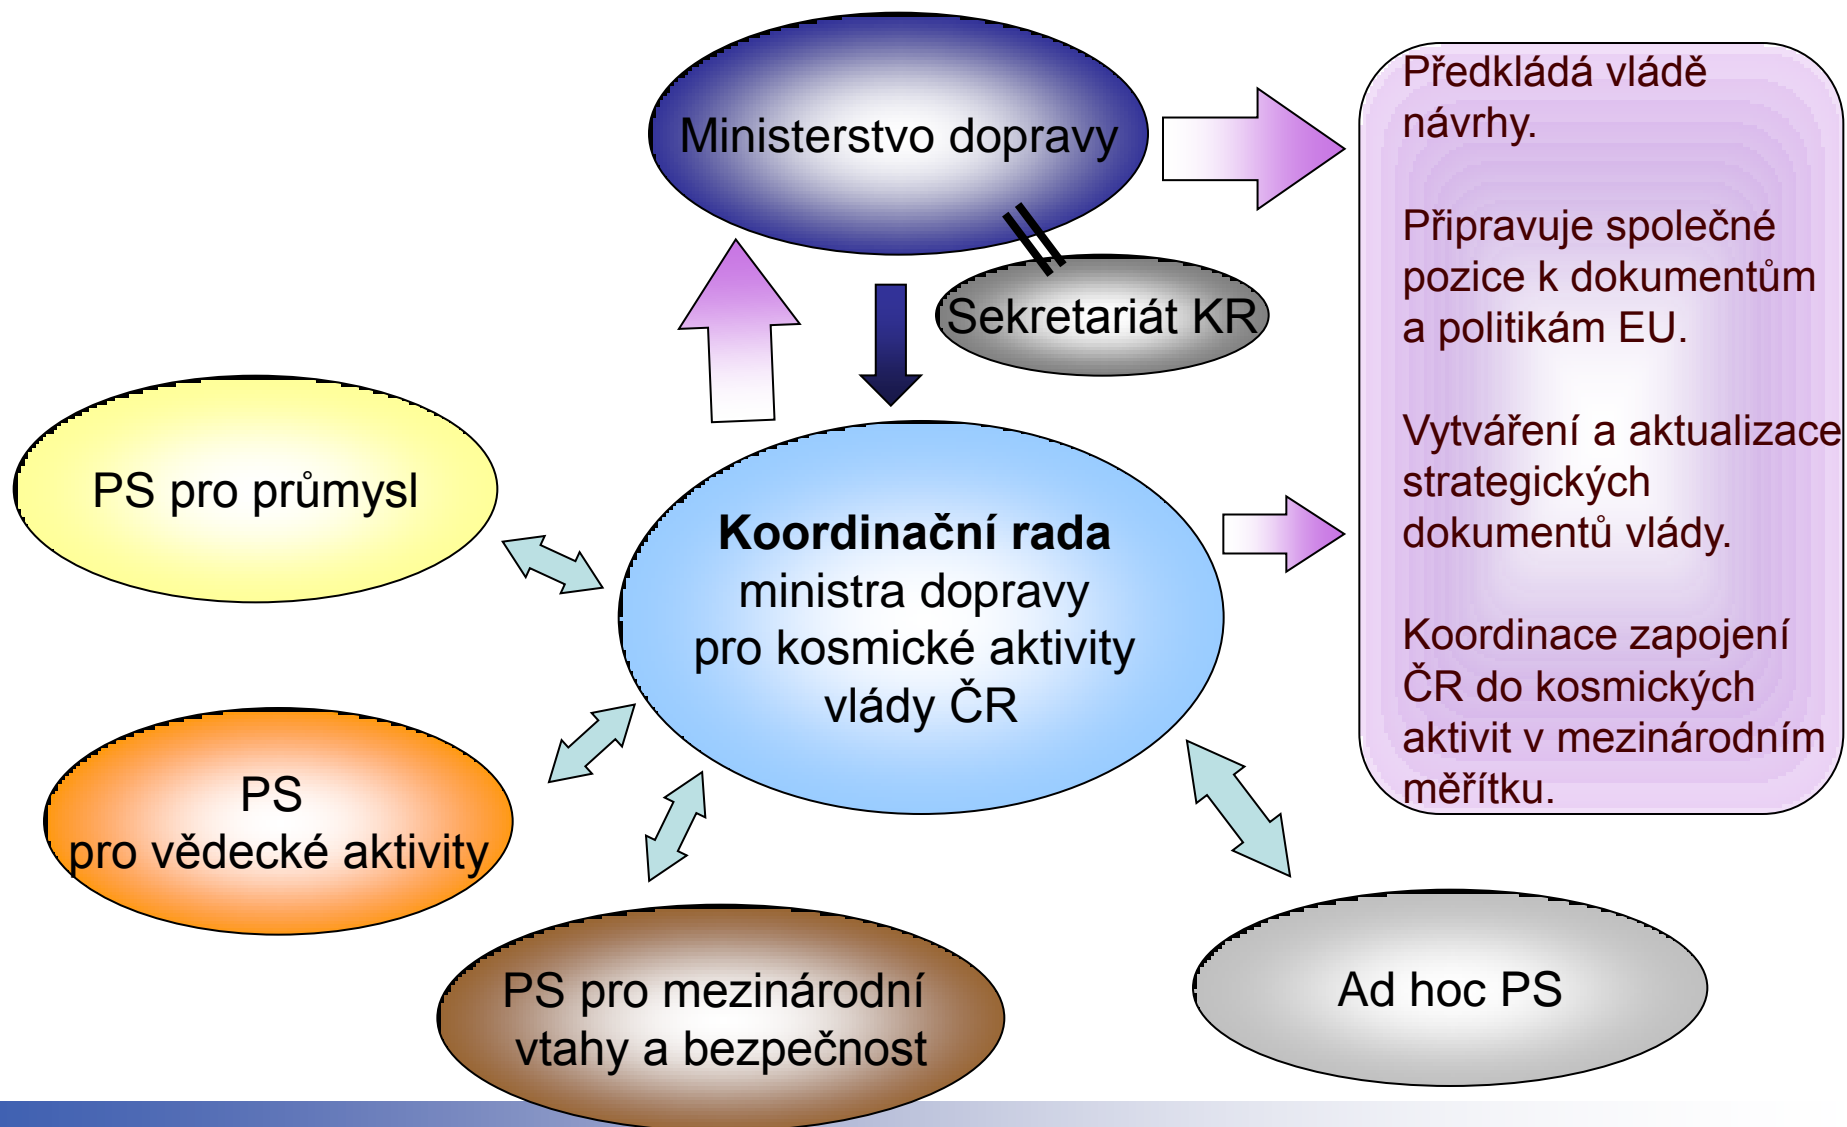 Ministerstvo dopravy
Sekretariát KR
PS pro průmysl
Koordinační rada
ministra dopravy
pro kosmické aktivity
vlády ČR
PS
pro vědecké aktivity
PS pro mezinárodní
vtahy a bezpečnost
Ad hoc PS
Předkládá vládě
návrhy.
Připravuje společné
pozice k dokumentům
a politikám EU.
Vytváření a aktualizace
strategických
dokumentů vlády.
Koordinace zapojení
ČR do kosmických
aktivit v mezinárodním
měřítku.